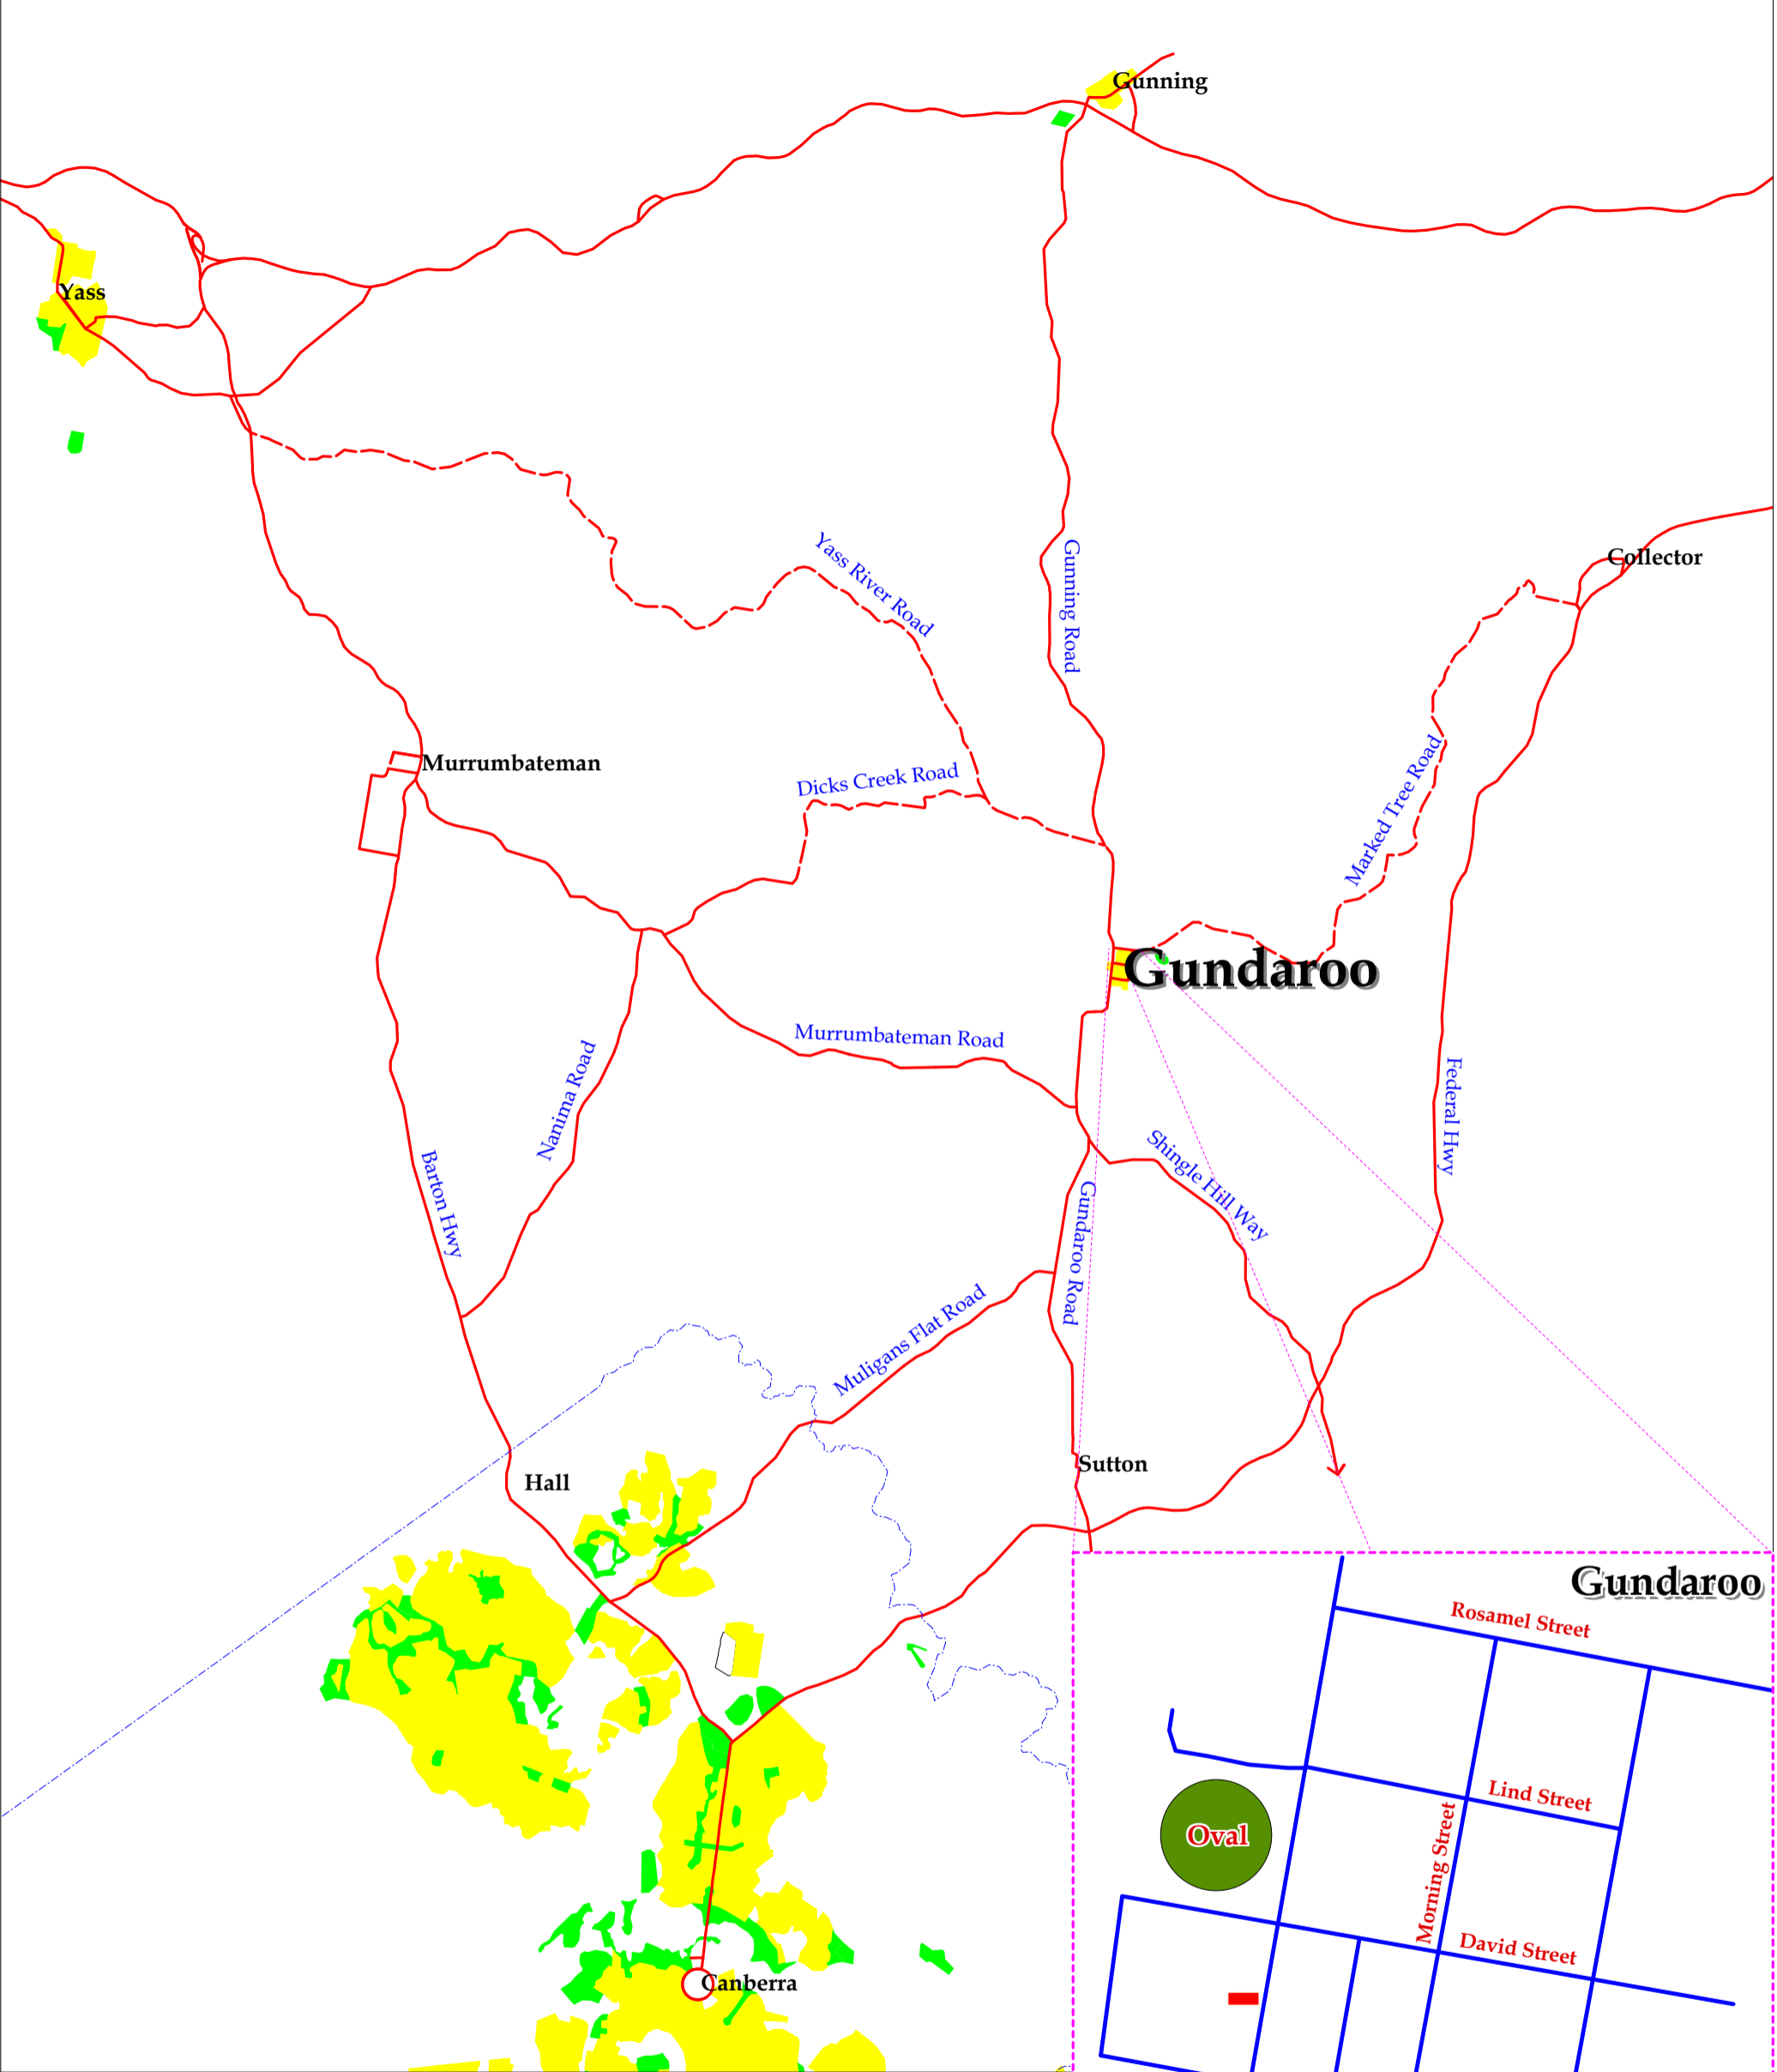 Gunning
Yass
Yass River Road
Gunning Road
Collector
Murrumbateman
Dicks Creek Road
Marked Tree Road
Gundaroo
Murrumbateman Road
Nanima Road
Federal Hwy
Shingle Hill Way
Barton Hwy
Gundaroo Road
Muligans Flat Road
Sutton
Hall
Gundaroo
Rosamel Street
Lind Street
Oval
Morning Street
David Street
Canberra